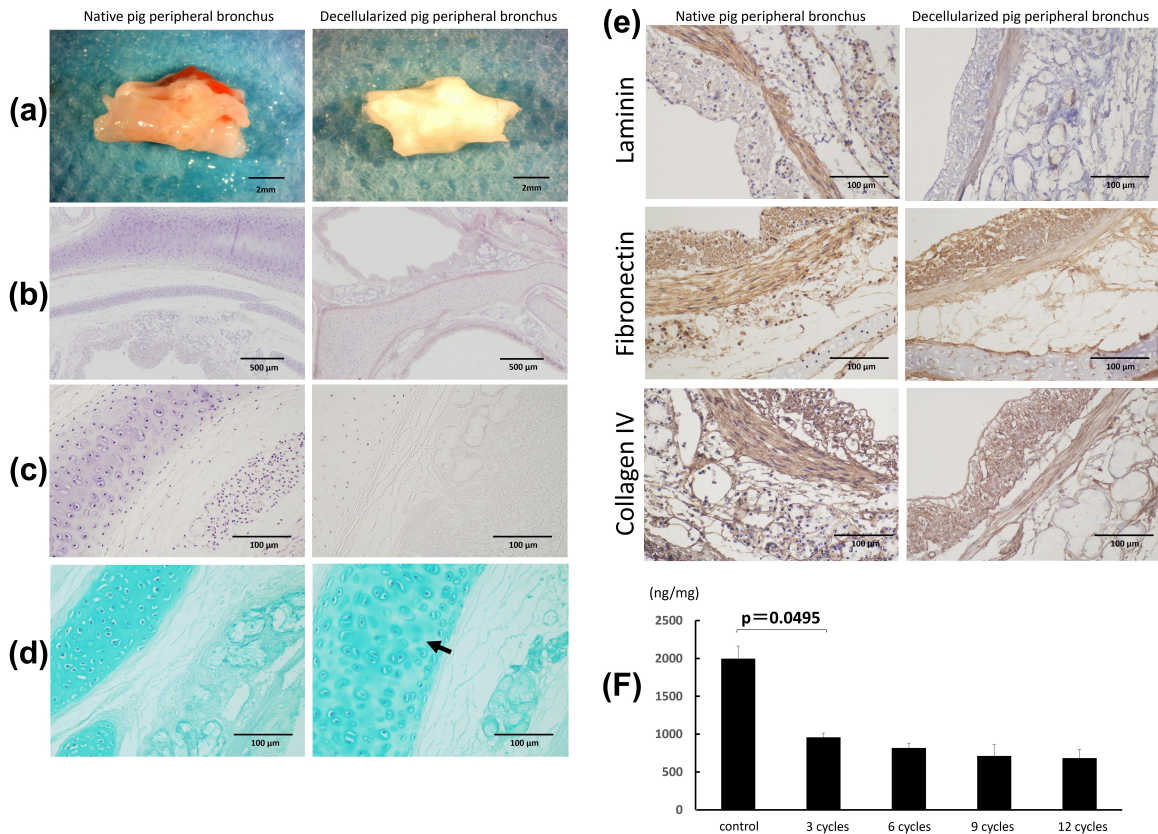 Native pig peripheral bronchus
Decellularized pig peripheral bronchus
(a)
2mm
2mm
(b)
500 μm
500 μm
(c)
100 μm
100 μm
(d)
100 μm
100 μm
(e)
Native pig peripheral bronchus
Decellularized pig peripheral bronchus
Laminin
100 μm
100 μm
Fibronectin
100 μm
100 μm
Collagen IV
100 μm
100 μm
(F)
(ng/mg)
p=0.0495
2500
2000
1500
1000
500
0
control
3 cycles
6 cycles
9 cycles
12 cycles